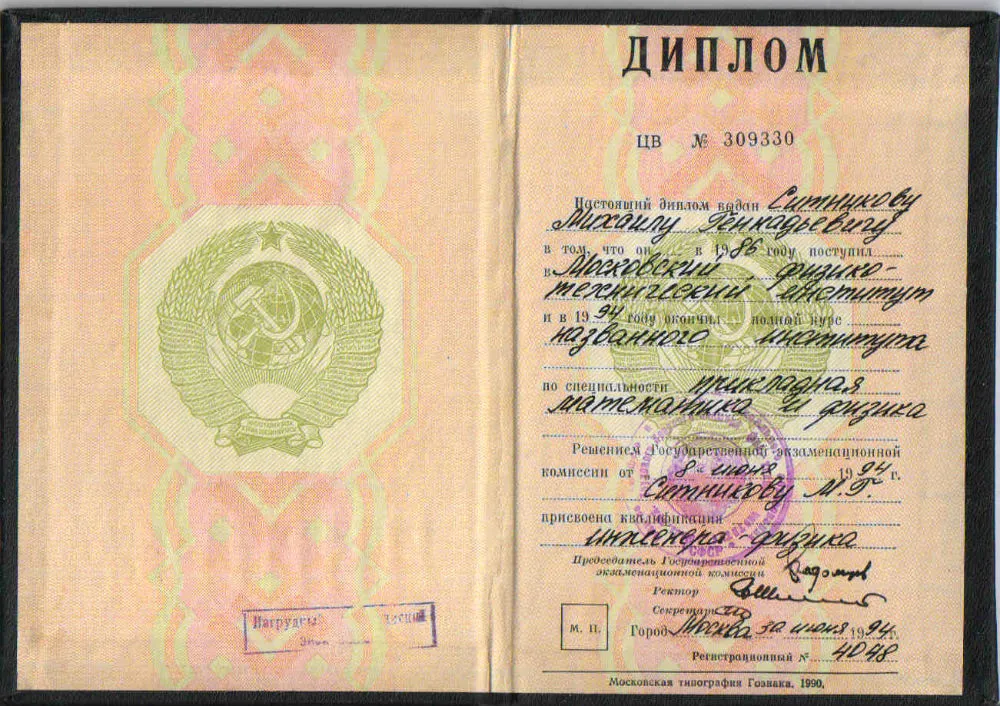 Нагрудный
ДИПЛОМ
ЦВ № 309330
Настоящий диплом выдан Ситникову
Михаилу Геннадьевичу
в том, что он в 1986 году поступил
в Московский физико-
технический институт
и в 1994 году окончил полный курс
названного института
по специальности прикладная
математика и физика
Решением Государственной экзаменационной
комиссии от 8 июня 1994 г.
Ситникову М.Г.
присвоена квалификация
инженера-физика
Председатель Государственной
экзаменационной комиссии
Ректор
Секретарь
М. П.
Город Москва 30 июня 1994 г.
Регистрационный № 4048
Московская типография Гознака. 1990.
СФСР